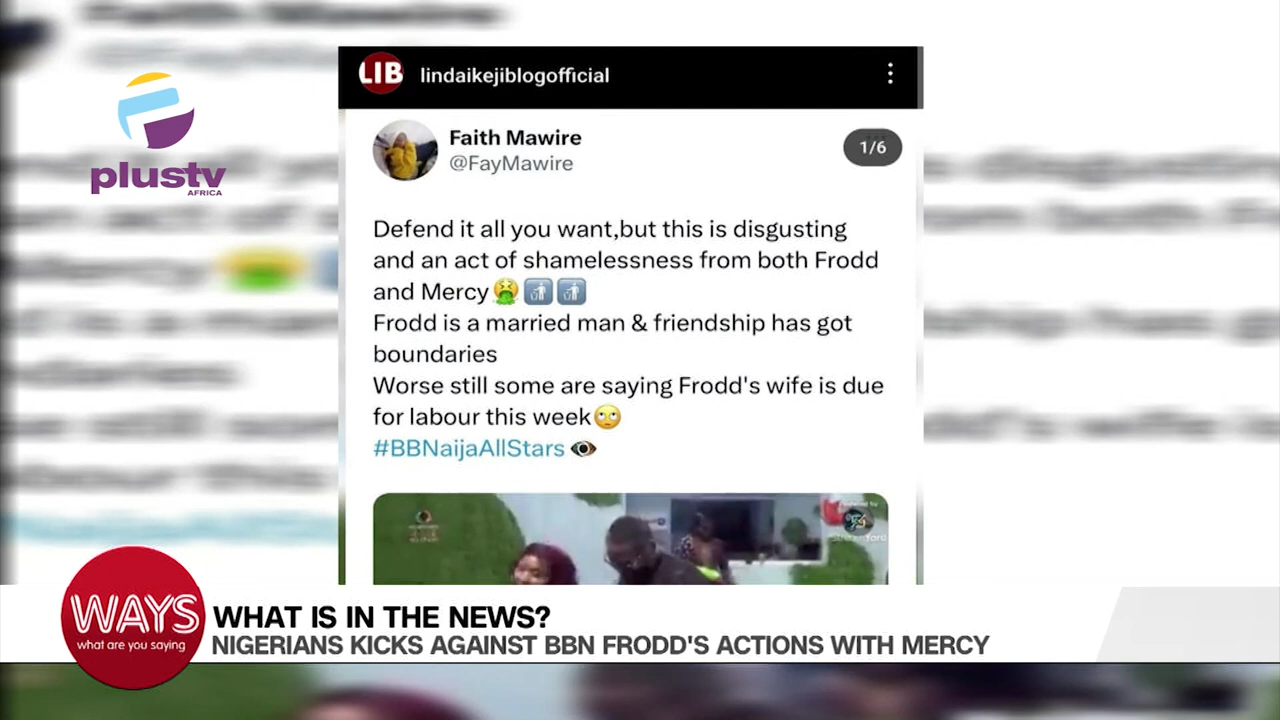 plustv
AFRICA
LIB
lindaikejiblogofficial
Faith Mawire
@FayMawire
1/6
Defend it all you want,but this is disgusting
and an act of shamelessness from both Frodd
and Mercy🤮🚮🚮
Frodd is a married man & friendship has got
boundaries
Worse still some are saying Frodd's wife is due
for labour this week🙄
#BBNaijaAllStars 👁️
WAYS
what are you saying
WHAT IS IN THE NEWS?
NIGERIANS KICKS AGAINST BBN FRODD'S ACTIONS WITH MERCY